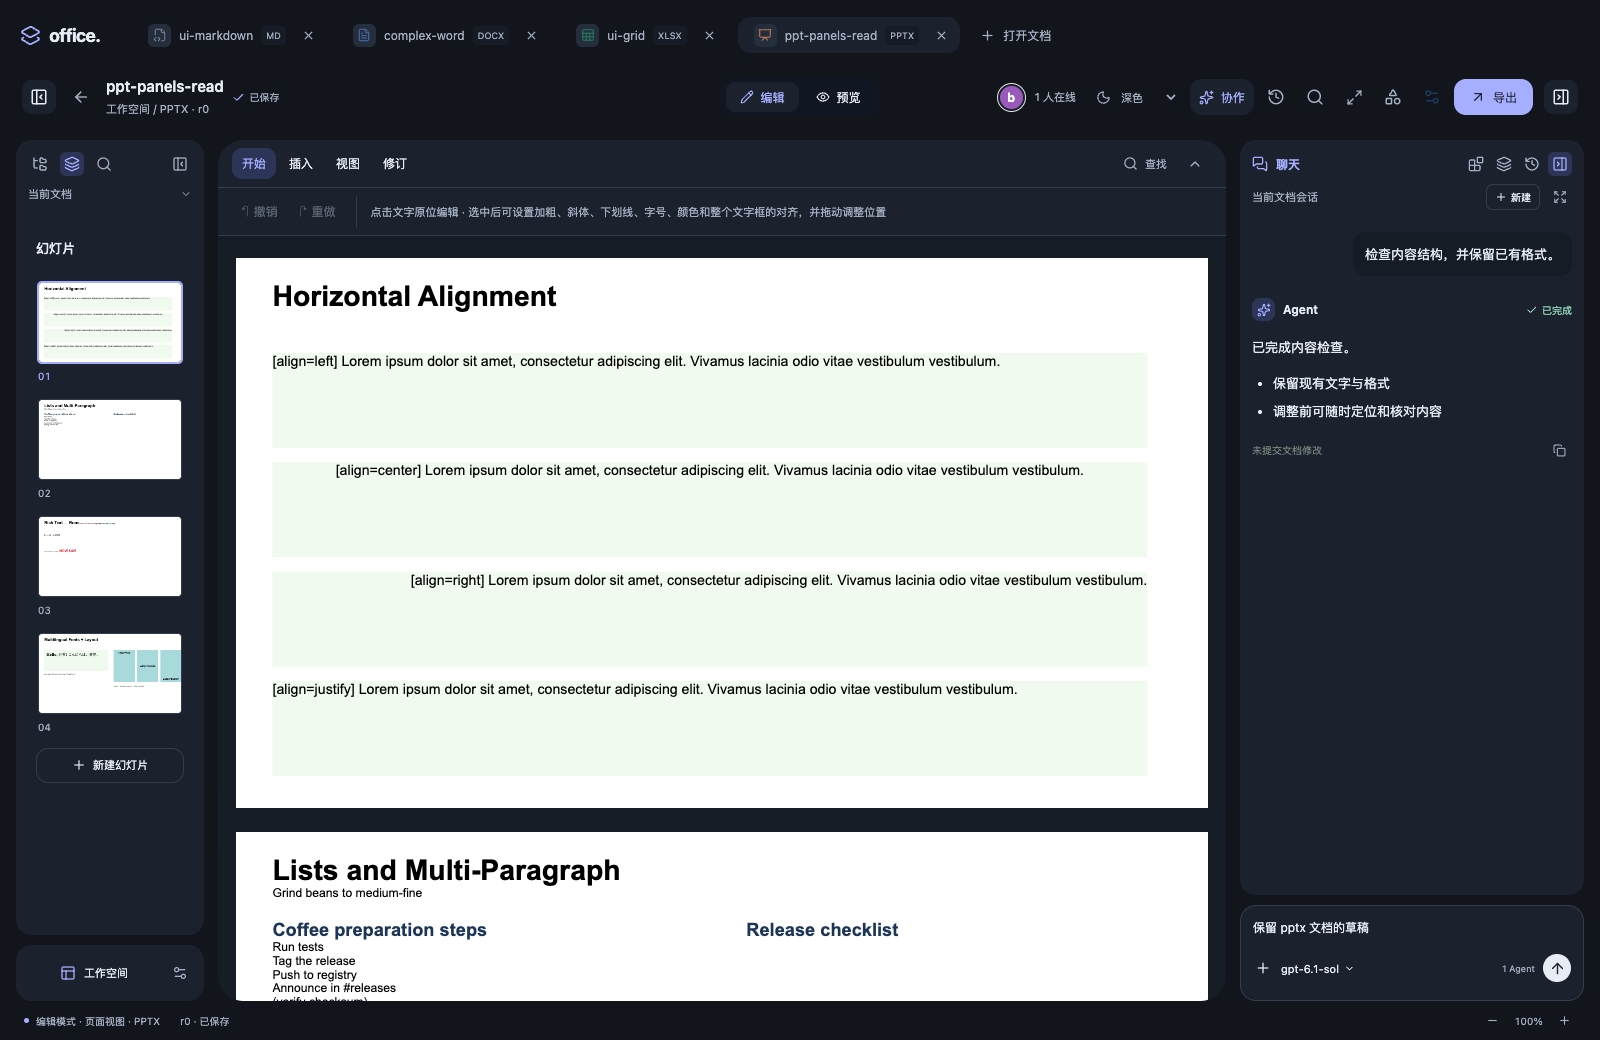 office.
ui-markdown MD
complex-word DOCX
ui-grid XLSX
ppt-panels-read PPTX
打开文档
ppt-panels-read
工作空间 / PPTX · r0
已保存
编辑
预览
b
1 人在线
深色
协作
导出
当前文档
幻灯片
Horizontal Alignment
01
Lists and Multi-Paragraph
02
03
Multilingual Fonts + Layout
04
新建幻灯片
工作空间
开始 插入 视图 修订
查找
撤销 重做
点击文字原位编辑 · 选中后可设置加粗、斜体、下划线、字号、颜色和整个文字框的对齐，并拖动调整位置
Horizontal Alignment
[align=left] Lorem ipsum dolor sit amet, consectetur adipiscing elit. Vivamus lacinia odio vitae vestibulum vestibulum.
[align=center] Lorem ipsum dolor sit amet, consectetur adipiscing elit. Vivamus lacinia odio vitae vestibulum vestibulum.
[align=right] Lorem ipsum dolor sit amet, consectetur adipiscing elit. Vivamus lacinia odio vitae vestibulum vestibulum.
[align=justify] Lorem ipsum dolor sit amet, consectetur adipiscing elit. Vivamus lacinia odio vitae vestibulum vestibulum.
Lists and Multi-Paragraph
Grind beans to medium-fine
Coffee preparation steps
Run tests
Tag the release
Push to registry
Announce in #releases
(verify checksum)
Release checklist
聊天
当前文档会话
新建
检查内容结构，并保留已有格式。
Agent
已完成
已完成内容检查。
• 保留现有文字与格式
• 调整前可随时定位和核对内容
未提交文档修改
保留 pptx 文档的草稿
gpt-6.1-sol
1 Agent
编辑模式 · 页面视图 · PPTX
r0 · 已保存
100%